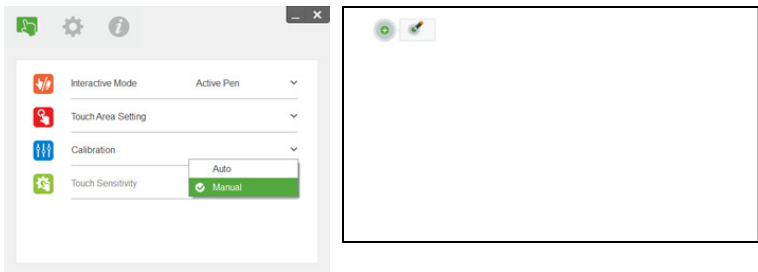 Interactive Mode Active Pen
Touch Area Setting
Calibration
Auto
Touch Sensitivity
Manual